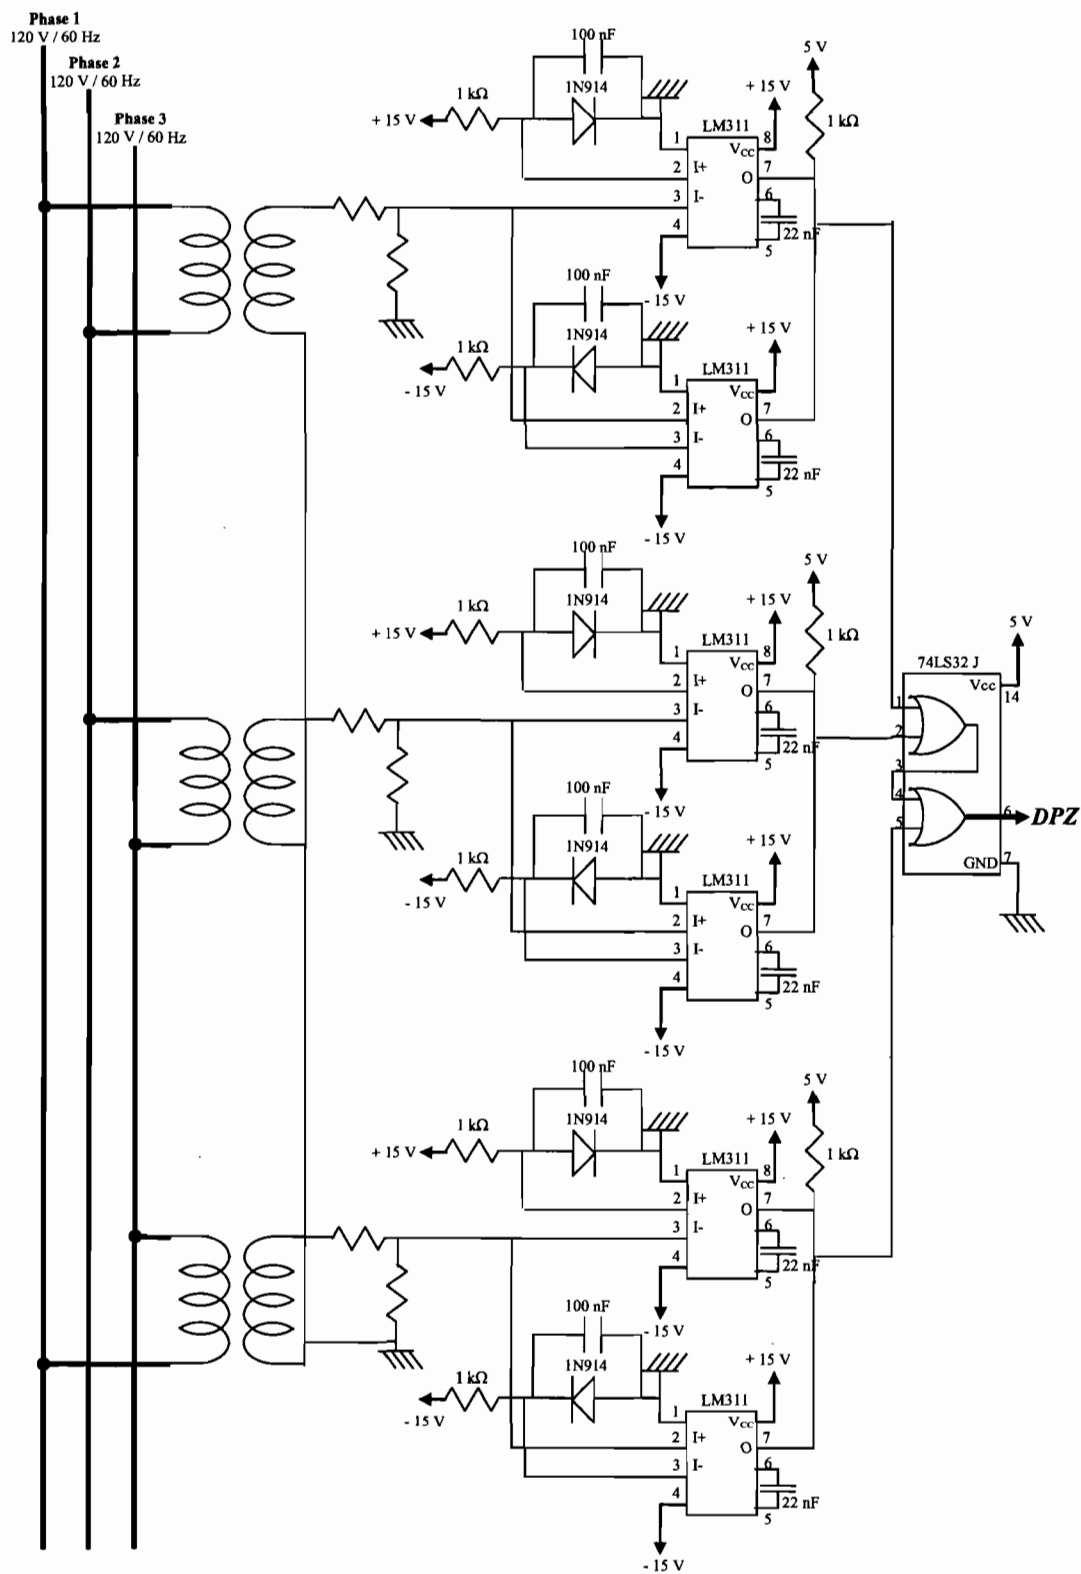 Phase 1
120 V / 60 Hz
Phase 2
120 V / 60 Hz
Phase 3
120 V / 60 Hz
100 nF
5 V
1N914
1 kΩ
+ 15 V
+ 15 V
1 kΩ
LM311
1
VCC
8
2
I+
7
O
3
I-
6
4
22 nF
5
- 15 V
100 nF
+ 15 V
1N914
1 kΩ
- 15 V
LM311
1
VCC
2
I+
7
O
3
I-
6
4
22 nF
5
- 15 V
100 nF
5 V
1N914
1 kΩ
+ 15 V
+ 15 V
1 kΩ
LM311
1
VCC
8
2
I+
7
O
3
I-
6
4
22 nF
5
- 15 V
100 nF
+ 15 V
1N914
1 kΩ
- 15 V
LM311
1
VCC
2
I+
7
O
3
I-
6
4
22 nF
5
- 15 V
5 V
74LS32 J
VCC
14
1
2
3
4
5
6
DPZ
GND
7
100 nF
5 V
1N914
1 kΩ
+ 15 V
+ 15 V
1 kΩ
LM311
1
VCC
8
2
I+
7
O
3
I-
6
4
22 nF
5
- 15 V
100 nF
+ 15 V
1N914
1 kΩ
- 15 V
LM311
1
VCC
2
I+
7
O
3
I-
6
4
22 nF
5
- 15 V